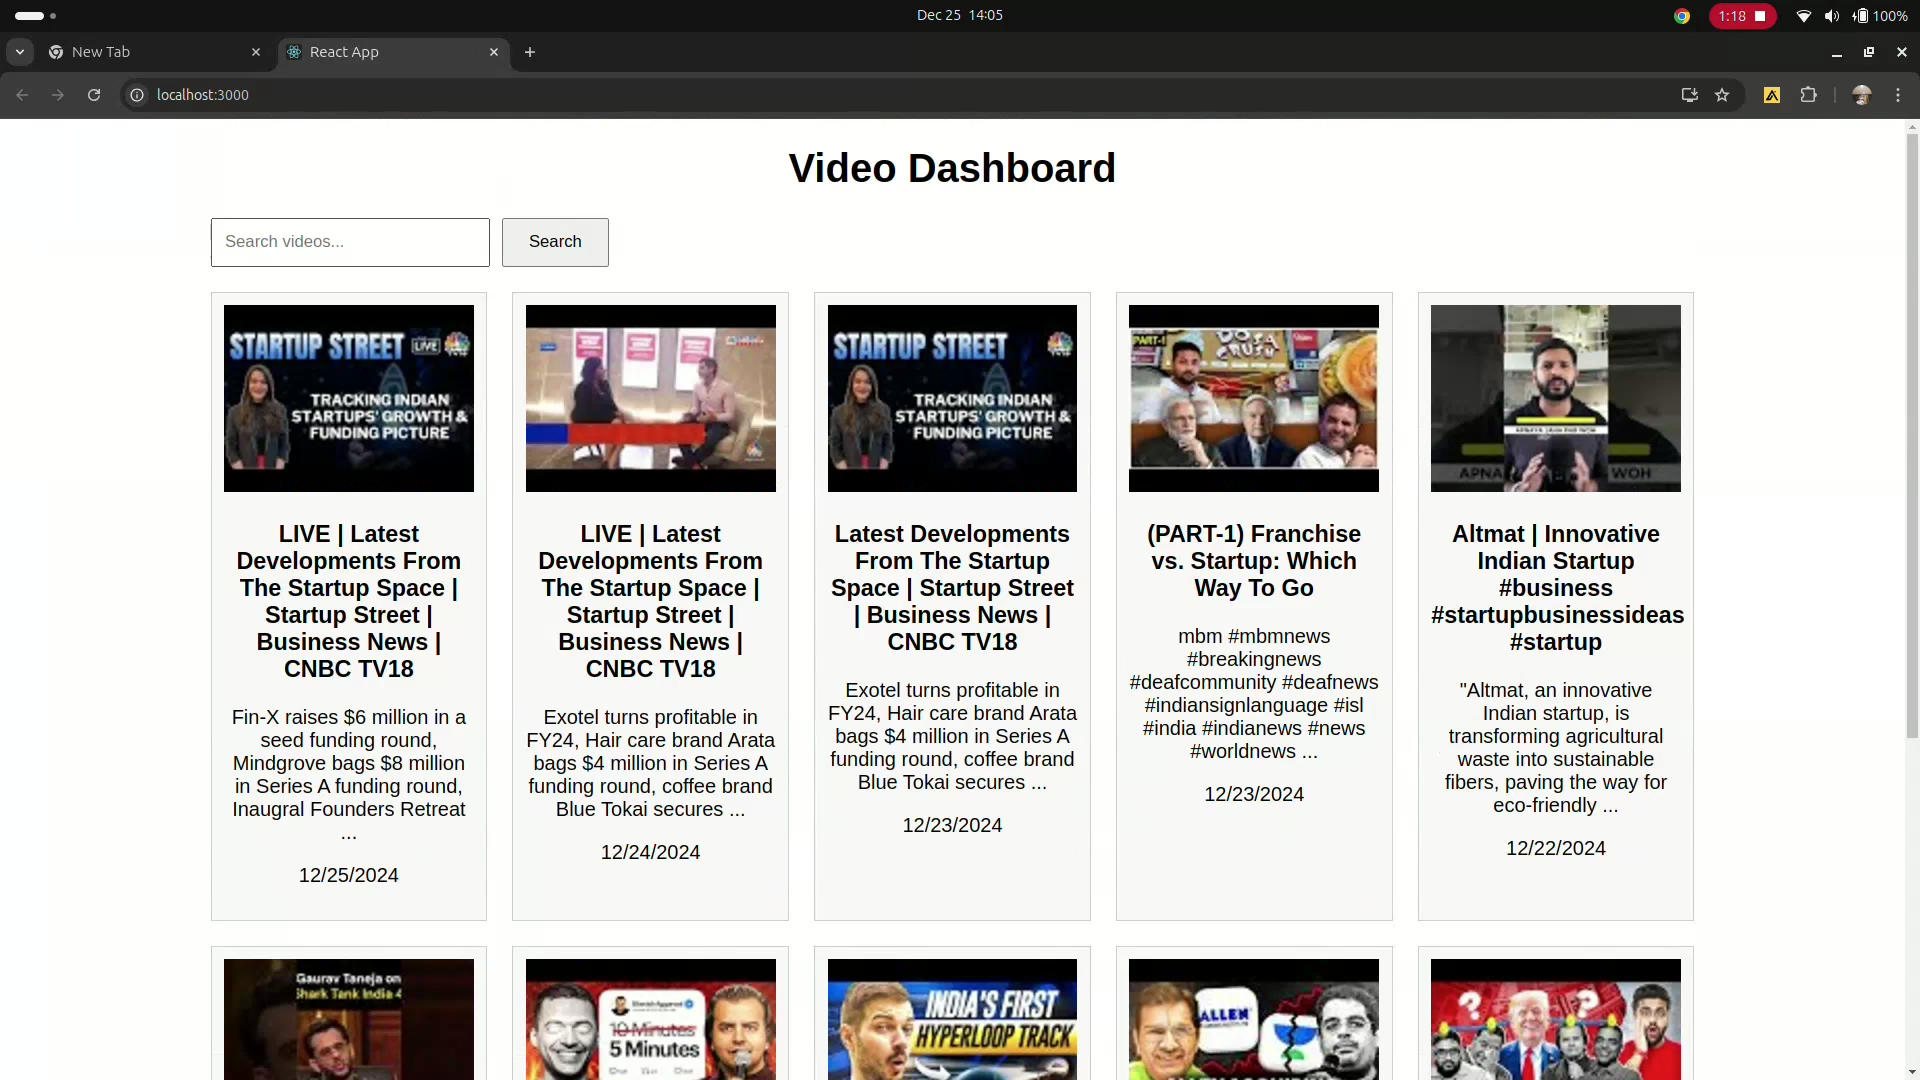 Dec 25 14:05
1:18
100%
New Tab
React App
localhost:3000
Video Dashboard
Search videos...
Search
STARTUP STREET LIVE
TRACKING INDIAN
STARTUPS' GROWTH &
FUNDING PICTURE
LIVE | Latest
Developments From
The Startup Space |
Startup Street |
Business News |
CNBC TV18
Fin-X raises $6 million in a
seed funding round,
Mindgrove bags $8 million
in Series A funding round,
Inaugral Founders Retreat
...
12/25/2024
LIVE | Latest
Developments From
The Startup Space |
Startup Street |
Business News |
CNBC TV18
Exotel turns profitable in
FY24, Hair care brand Arata
bags $4 million in Series A
funding round, coffee brand
Blue Tokai secures ...
12/24/2024
STARTUP STREET
TRACKING INDIAN
STARTUPS' GROWTH &
FUNDING PICTURE
Latest Developments
From The Startup
Space | Startup Street
| Business News |
CNBC TV18
Exotel turns profitable in
FY24, Hair care brand Arata
bags $4 million in Series A
funding round, coffee brand
Blue Tokai secures ...
12/23/2024
PART-1
DOSA
CRUSH
(PART-1) Franchise
vs. Startup: Which
Way To Go
mbm #mbmnews
#breakingnews
#deafcommunity #deafnews
#indiansignlanguage #isl
#india #indianews #news
#worldnews ...
12/23/2024
APNA
WOH
Altmat | Innovative
Indian Startup
#business
#startupbusinessideas
#startup
"Altmat, an innovative
Indian startup, is
transforming agricultural
waste into sustainable
fibers, paving the way for
eco-friendly ...
12/22/2024
Gaurav Taneja on
Shark Tank India 4
10 Minutes
5 Minutes
INDIA'S FIRST
HYPERLOOP TRACK
ALLEN